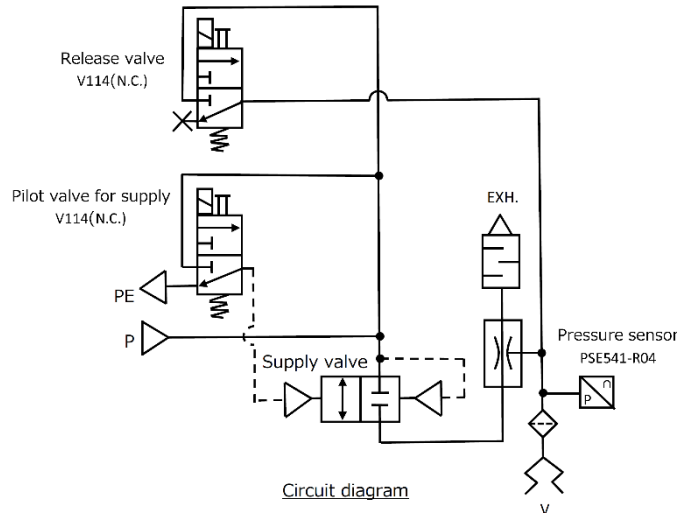 Release valve
V114(N.C.)
Pilot valve for supply
V114(N.C.)
EXH.
PE
P
Supply valve
Pressure sensor
PSE541-R04
P
V
Circuit diagram